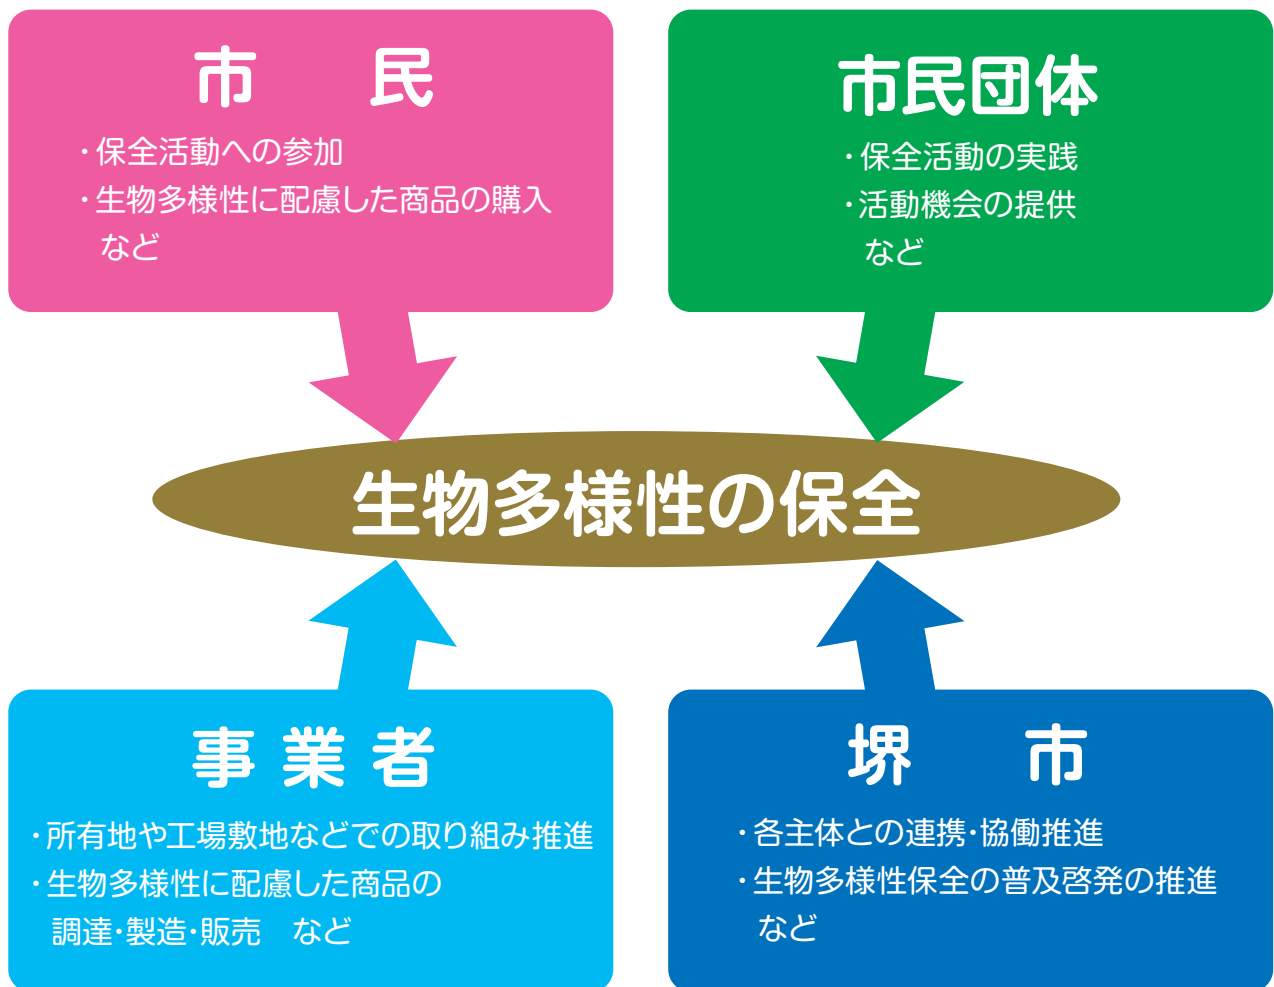 市　民
・保全活動への参加
・生物多様性に配慮した商品の購入
など
市民団体
・保全活動の実践
・活動機会の提供
など
生物多様性の保全
事業者
・所有地や工場敷地などでの取り組み推進
・生物多様性に配慮した商品の
調達・製造・販売　など
堺　市
・各主体との連携・協働推進
・生物多様性保全の普及啓発の推進
など